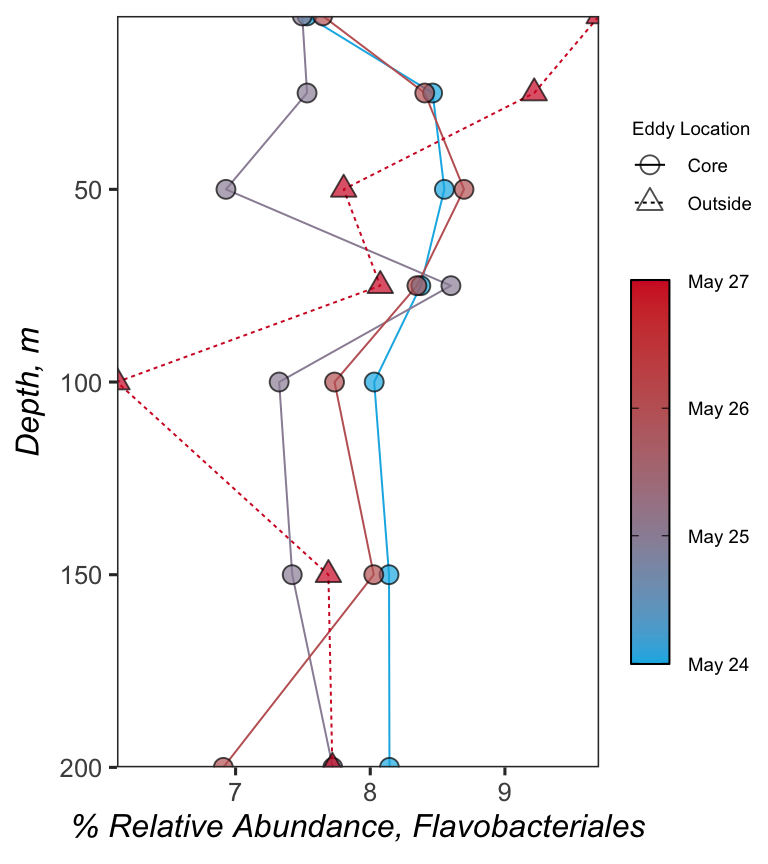 Depth, m
50
100
150
200
7
8
9
% Relative Abundance, Flavobacteriales
Eddy Location
Core
Outside
May 27
May 26
May 25
May 24